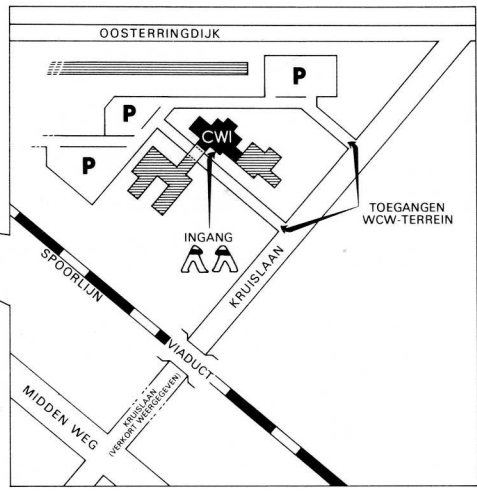 OOSTERRINGDIJK
P
P
P
CWI
TOEGANGEN
WCW-TERREIN
INGANG
KRUISLAAN
SPOORLIJN
VIADUCT
MIDDEN WEG
KRUISLAAN
(VERKORT WEERGEGEVEN)